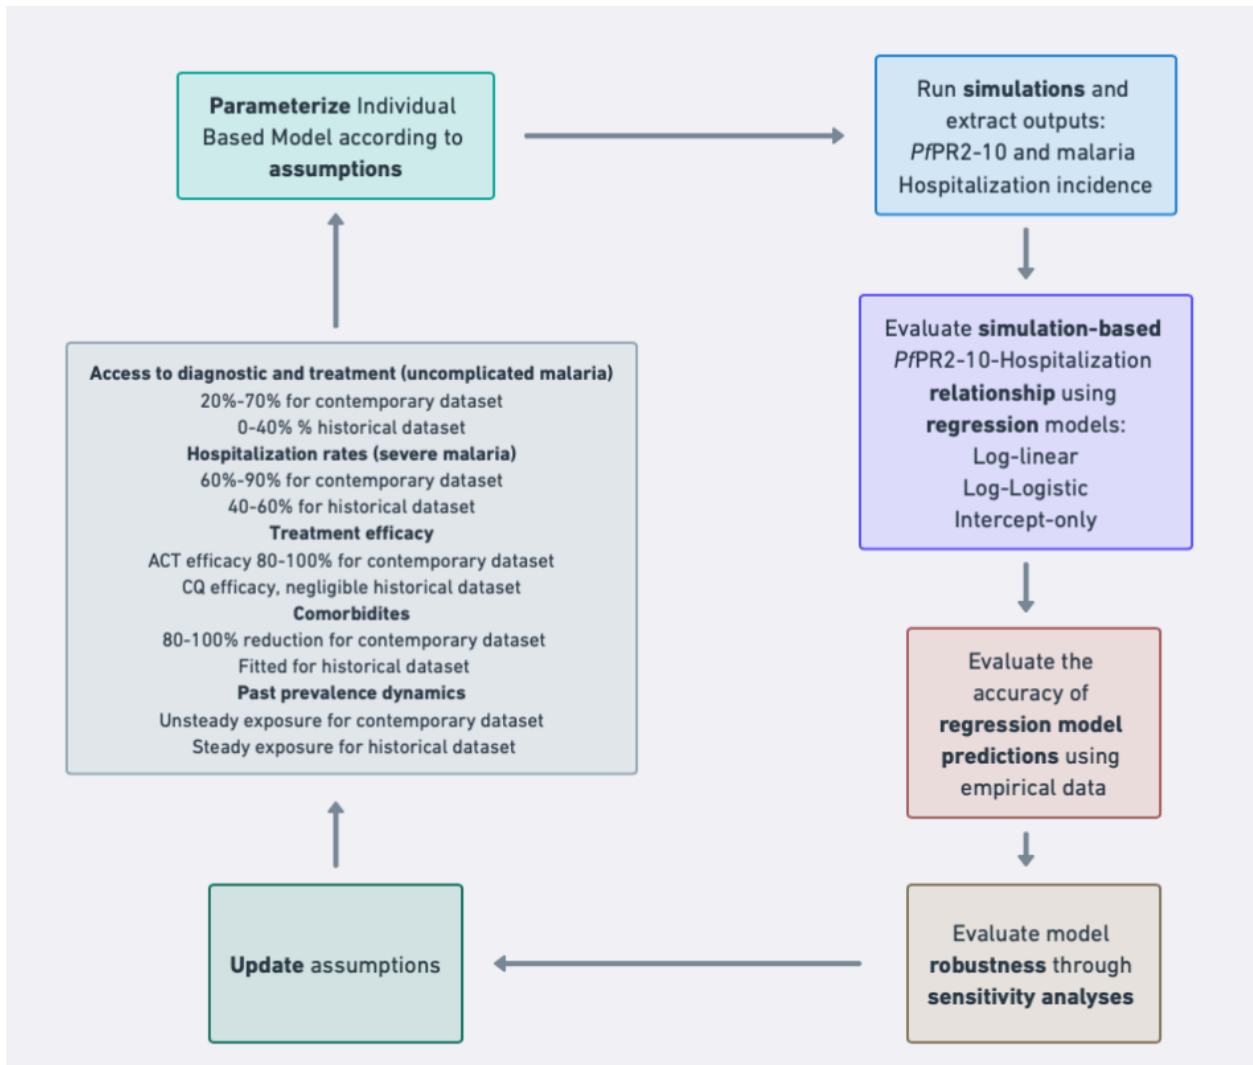 Parameterize Individual
Based Model according to
assumptions
Run simulations and
extract outputs:
PfPR2-10 and malaria
Hospitalization incidence
Evaluate simulation-based
PfPR2-10-Hospitalization
relationship using
regression models:
Log-linear
Log-Logistic
Intercept-only
Evaluate the
accuracy of
regression model
predictions using
empirical data
Evaluate model
robustness through
sensitivity analyses
Update assumptions
Access to diagnostic and treatment (uncomplicated malaria)
20%-70% for contemporary dataset
0-40% % historical dataset
Hospitalization rates (severe malaria)
60%-90% for contemporary dataset
40-60% for historical dataset
Treatment efficacy
ACT efficacy 80-100% for contemporary dataset
CQ efficacy, negligible historical dataset
Comorbidites
80-100% reduction for contemporary dataset
Fitted for historical dataset
Past prevalence dynamics
Unsteady exposure for contemporary dataset
Steady exposure for historical dataset